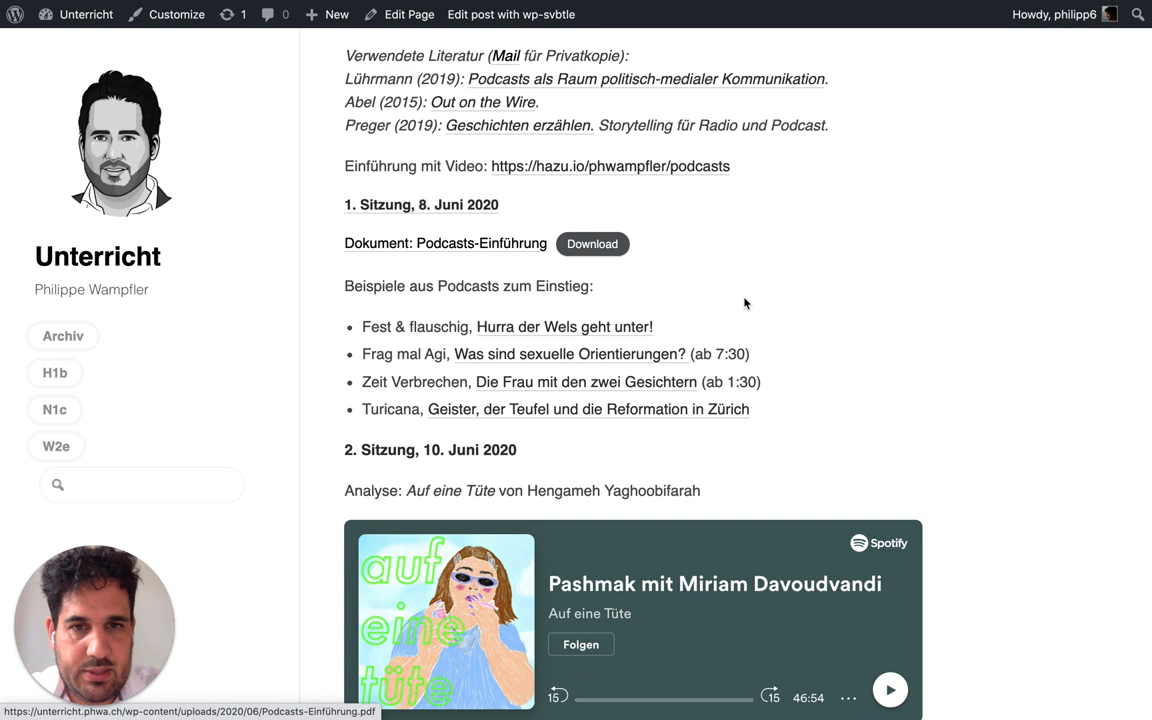 Unterricht
Customize
1
0
New
Edit Page
Edit post with wp-svbtle
Howdy, philipp6
Unterricht
Philippe Wampfler
Archiv
H1b
N1c
W2e
Verwendete Literatur (Mail für Privatkopie):
Lührmann (2019): Podcasts als Raum politisch-medialer Kommunikation.
Abel (2015): Out on the Wire.
Preger (2019): Geschichten erzählen. Storytelling für Radio und Podcast.
Einführung mit Video: https://hazu.io/phwampfler/podcasts
1. Sitzung, 8. Juni 2020
Dokument: Podcasts-Einführung
Download
Beispiele aus Podcasts zum Einstieg:
• Fest & flauschig, Hurra der Wels geht unter!
• Frag mal Agi, Was sind sexuelle Orientierungen? (ab 7:30)
• Zeit Verbrechen, Die Frau mit den zwei Gesichtern (ab 1:30)
• Turicana, Geister, der Teufel und die Reformation in Zürich
2. Sitzung, 10. Juni 2020
Analyse: Auf eine Tüte von Hengameh Yaghoobifarah
auf
eine
tüte
Spotify
Pashmak mit Miriam Davoudvandi
Auf eine Tüte
Folgen
15
15
46:54
https://unterricht.phwa.ch/wp-content/uploads/2020/06/Podcasts-Einführung.pdf